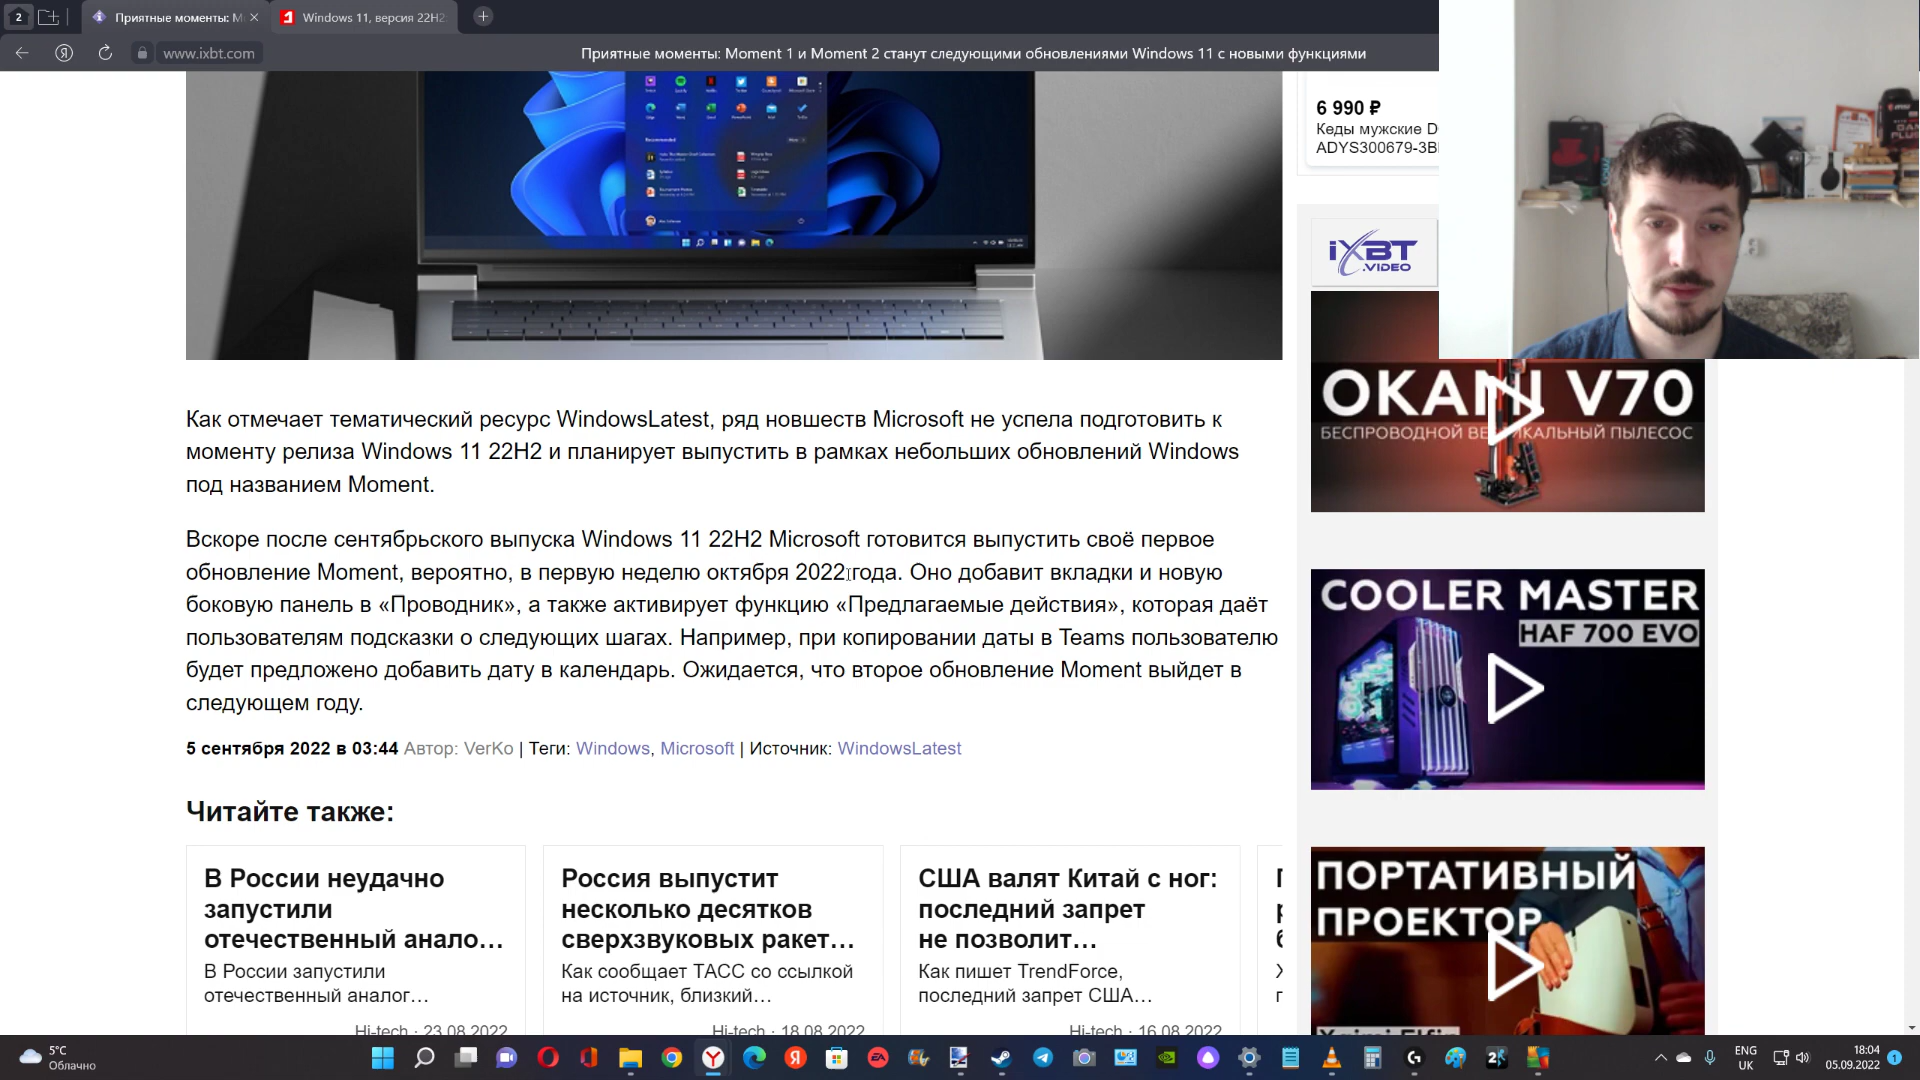 2
Приятные моменты: М
Windows 11, версия 22H2
www.ixbt.com
Приятные моменты: Moment 1 и Moment 2 станут следующими обновлениями Windows 11 с новыми функциями
6 990 ₽
Кеды мужские D
ADYS300679-3B
iXBT
.VIDEO
OKAMI V70
БЕСПРОВОДНОЙ ВЕРТИКАЛЬНЫЙ ПЫЛЕСОС
Как отмечает тематический ресурс WindowsLatest, ряд новшеств Microsoft не успела подготовить к
моменту релиза Windows 11 22H2 и планирует выпустить в рамках небольших обновлений Windows
под названием Moment.
Вскоре после сентябрьского выпуска Windows 11 22H2 Microsoft готовится выпустить своё первое
обновление Moment, вероятно, в первую неделю октября 2022 года. Оно добавит вкладки и новую
боковую панель в «Проводник», а также активирует функцию «Предлагаемые действия», которая даёт
пользователям подсказки о следующих шагах. Например, при копировании даты в Teams пользователю
будет предложено добавить дату в календарь. Ожидается, что второе обновление Moment выйдет в
следующем году.
5 сентября 2022 в 03:44 Автор: VerKo | Теги: Windows, Microsoft | Источник: WindowsLatest
COOLER MASTER
HAF 700 EVO
Читайте также:
В России неудачно
запустили
отечественный анало...
В России запустили
отечественный аналог...
Hi-tech · 23.08.2022
Россия выпустит
несколько десятков
сверхзвуковых ракет...
Как сообщает ТАСС со ссылкой
на источник, близкий...
Hi-tech · 18.08.2022
США валят Китай с ног:
последний запрет
не позволит...
Как пишет TrendForce,
последний запрет США...
Hi-tech · 16.08.2022
ПОРТАТИВНЫЙ
ПРОЕКТОР
5°C
Облачно
ENG
UK
18:04
05.09.2022
1